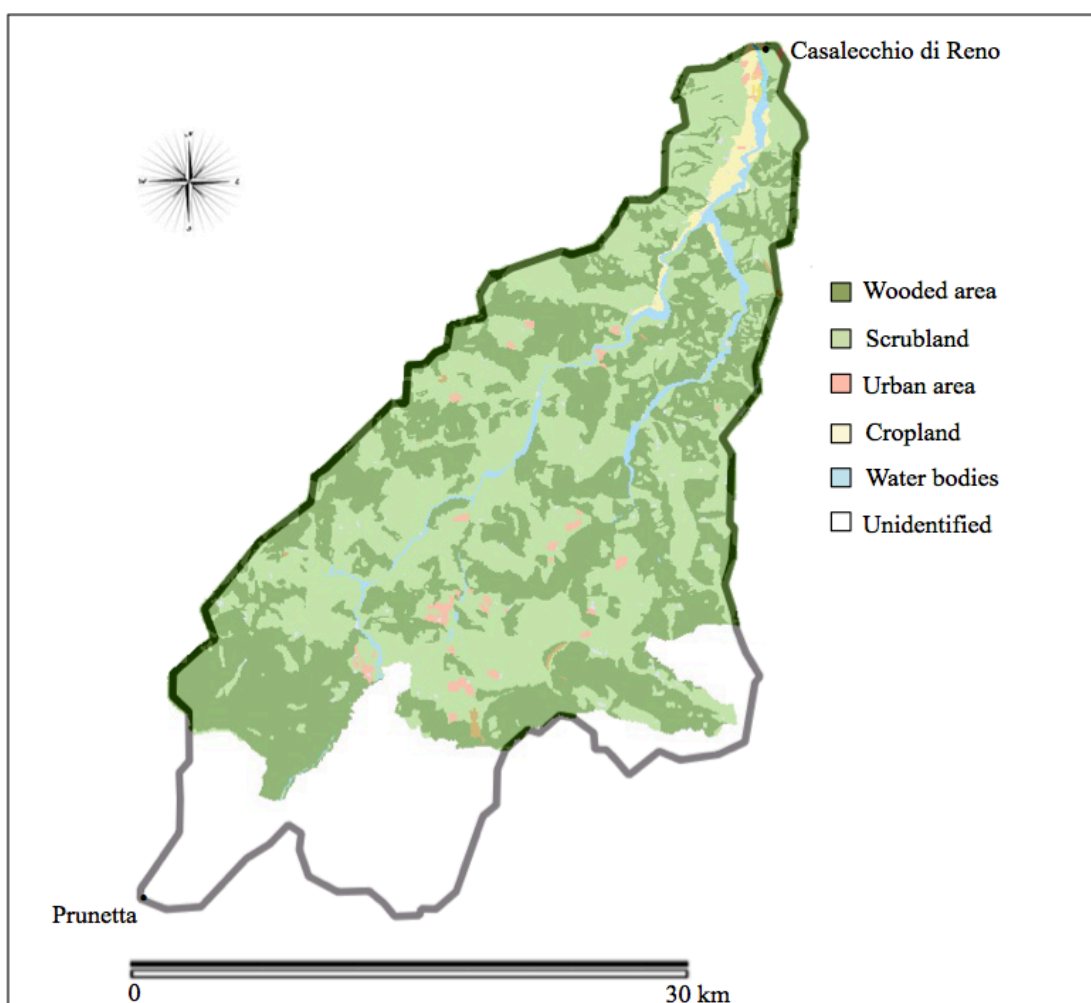 Casalecchio di Reno
Wooded area
Scrubland
Urban area
Cropland
Water bodies
Unidentified
Prunetta
0 30 km